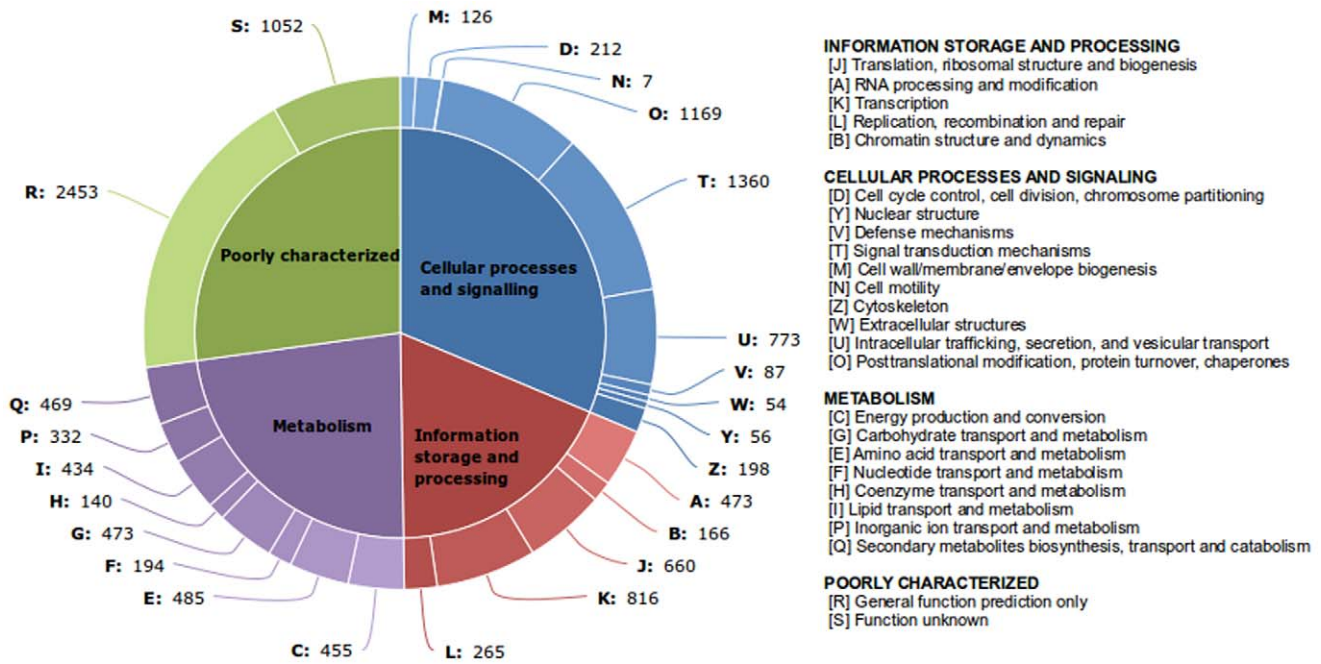 S: 1052
M: 126
D: 212
N: 7
O: 1169
T: 1360
R: 2453
Poorly characterized
Cellular processes
and signalling
U: 773
V: 87
W: 54
Y: 56
Z: 198
Q: 469
P: 332
I: 434
H: 140
G: 473
F: 194
E: 485
C: 455
Metabolism
Information
storage and
processing
A: 473
B: 166
J: 660
K: 816
L: 265
INFORMATION STORAGE AND PROCESSING
[J] Translation, ribosomal structure and biogenesis
[A] RNA processing and modification
[K] Transcription
[L] Replication, recombination and repair
[B] Chromatin structure and dynamics
CELLULAR PROCESSES AND SIGNALING
[D] Cell cycle control, cell division, chromosome partitioning
[Y] Nuclear structure
[V] Defense mechanisms
[T] Signal transduction mechanisms
[M] Cell wall/membrane/envelope biogenesis
[N] Cell motility
[Z] Cytoskeleton
[W] Extracellular structures
[U] Intracellular trafficking, secretion, and vesicular transport
[O] Posttranslational modification, protein turnover, chaperones
METABOLISM
[C] Energy production and conversion
[G] Carbohydrate transport and metabolism
[E] Amino acid transport and metabolism
[F] Nucleotide transport and metabolism
[H] Coenzyme transport and metabolism
[I] Lipid transport and metabolism
[P] Inorganic ion transport and metabolism
[Q] Secondary metabolites biosynthesis, transport and catabolism
POORLY CHARACTERIZED
[R] General function prediction only
[S] Function unknown